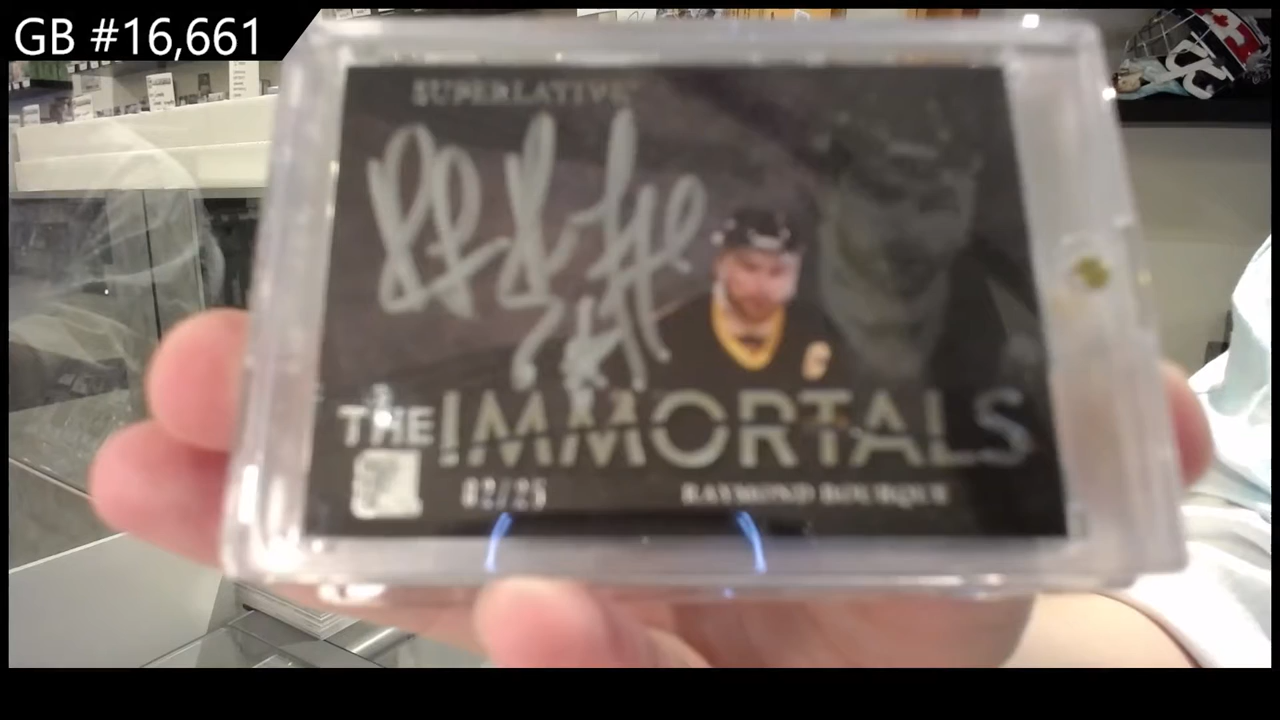 GB #16,661
SUPERLATIVE
THE IMMORTALS
02/25
RAYMOND BOURQUE